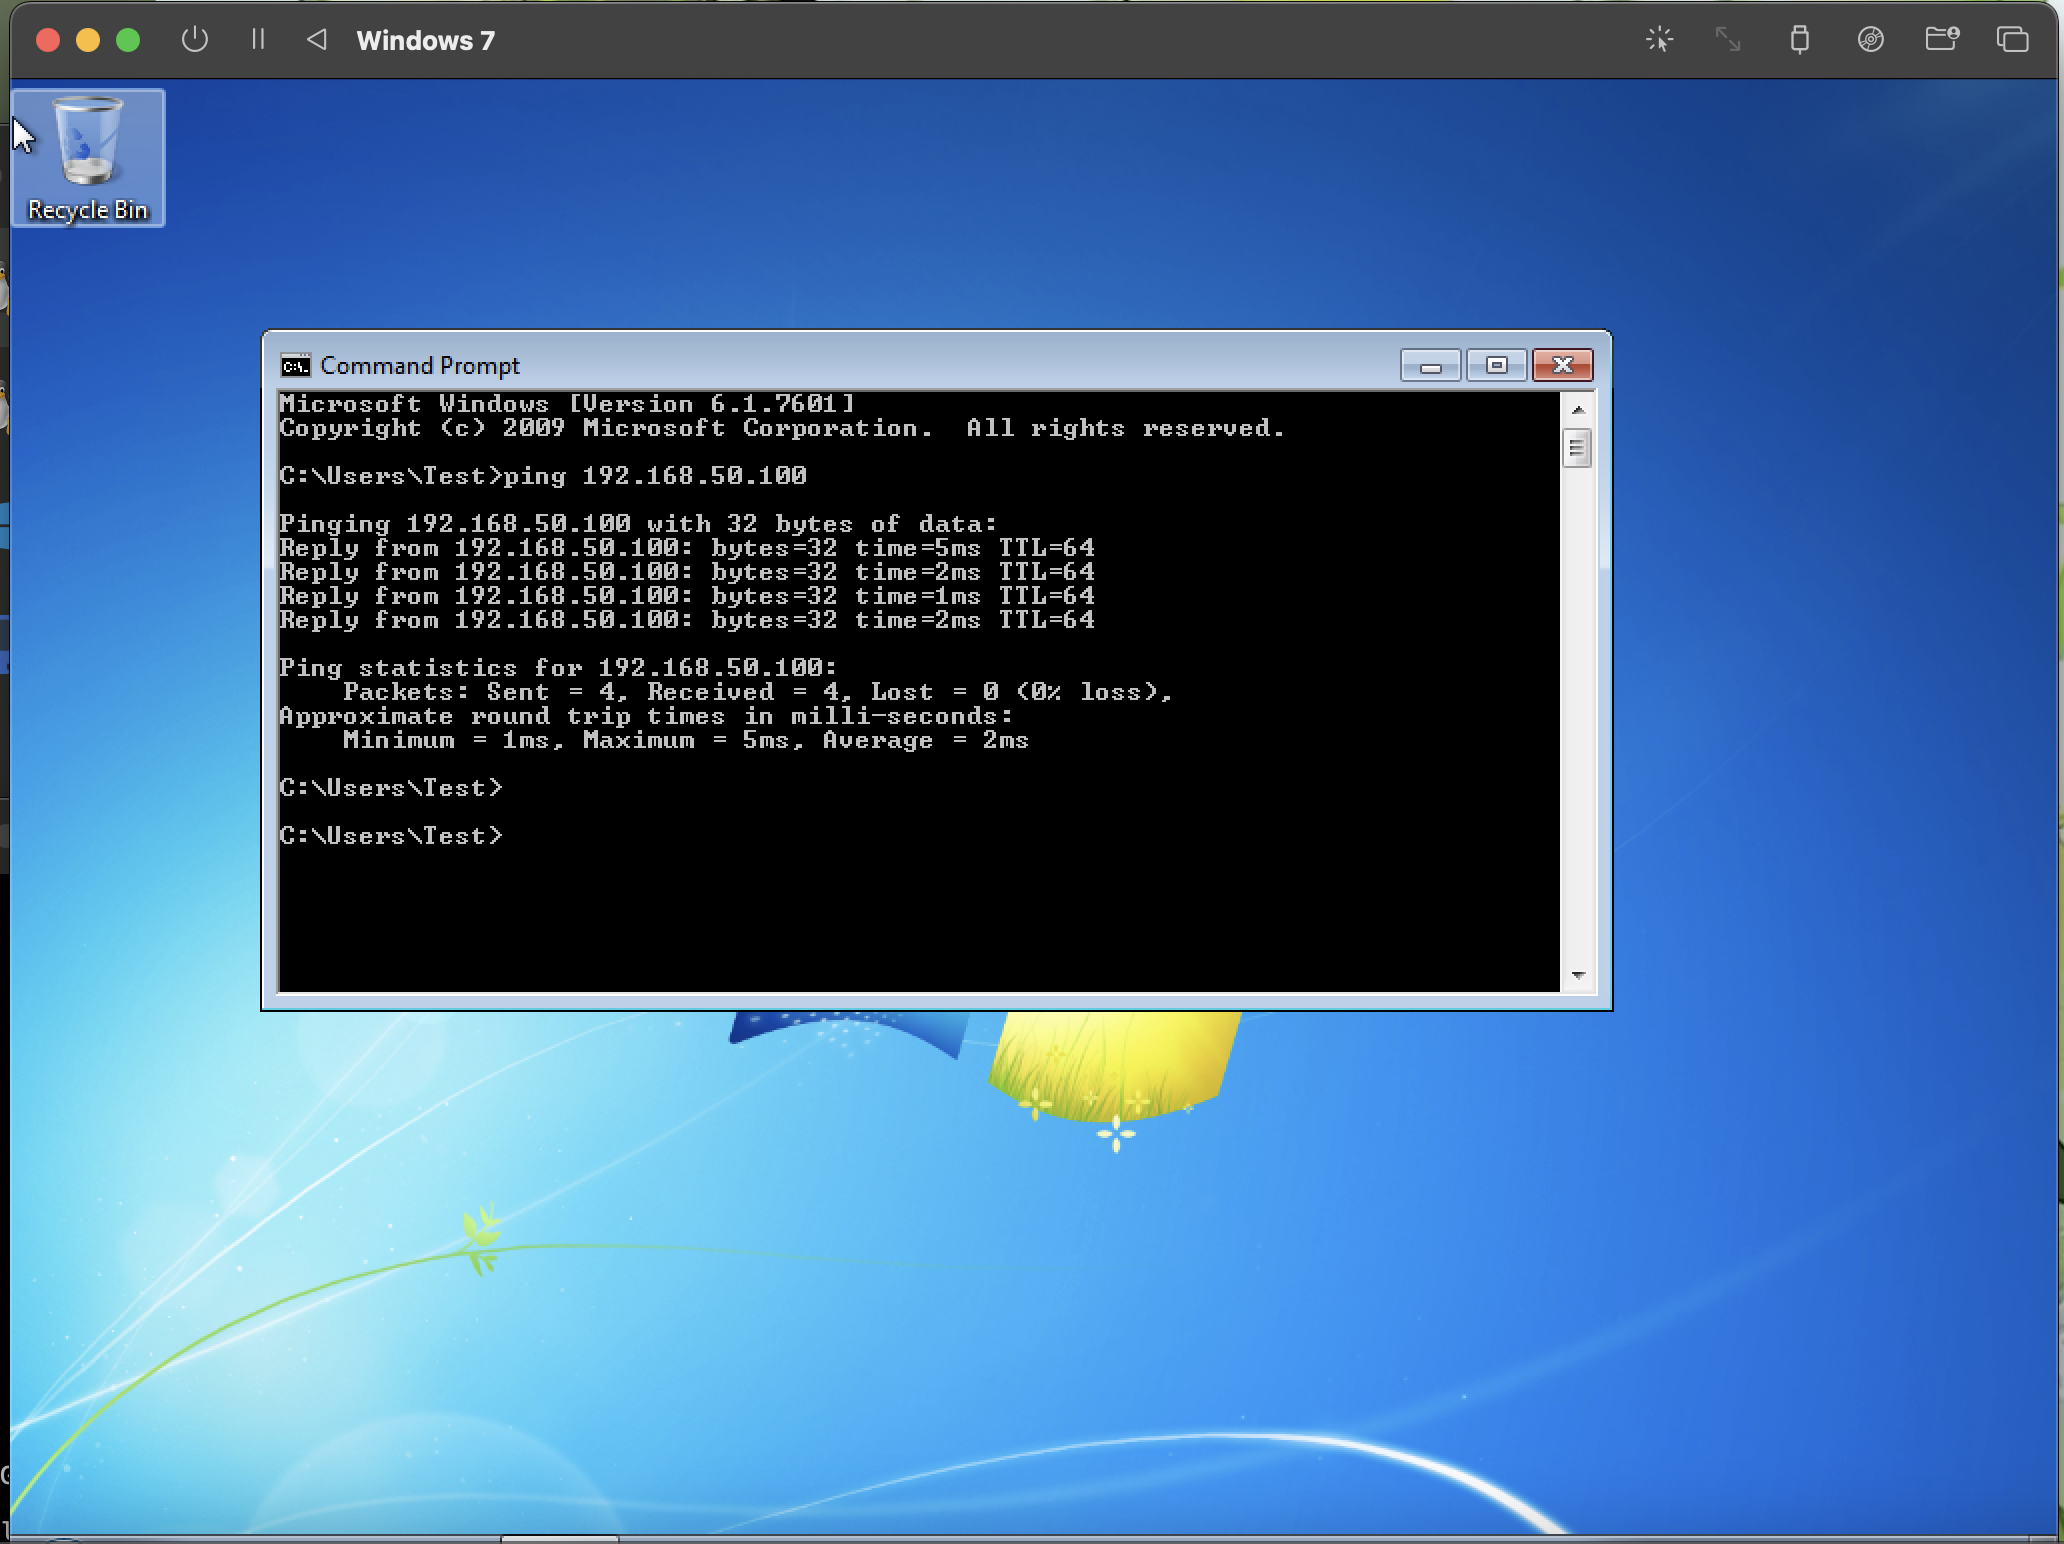 Windows 7
Recycle Bin
Command Prompt
Microsoft Windows [Version 6.1.7601]
Copyright (c) 2009 Microsoft Corporation.  All rights reserved.
C:\Users\Test>ping 192.168.50.100
Pinging 192.168.50.100 with 32 bytes of data:
Reply from 192.168.50.100: bytes=32 time=5ms TTL=64
Reply from 192.168.50.100: bytes=32 time=2ms TTL=64
Reply from 192.168.50.100: bytes=32 time=1ms TTL=64
Reply from 192.168.50.100: bytes=32 time=2ms TTL=64
Ping statistics for 192.168.50.100:
    Packets: Sent = 4, Received = 4, Lost = 0 (0% loss),
Approximate round trip times in milli-seconds:
    Minimum = 1ms, Maximum = 5ms, Average = 2ms
C:\Users\Test>
C:\Users\Test>